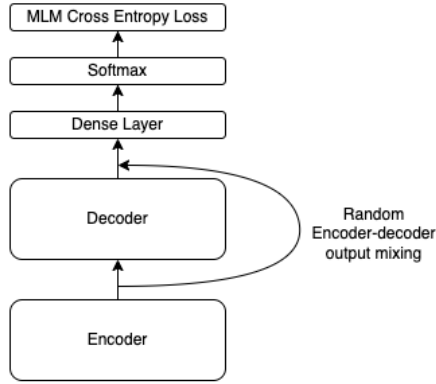 MLM Cross Entropy Loss
Softmax
Dense Layer
Decoder
Random
Encoder-decoder
output mixing
Encoder